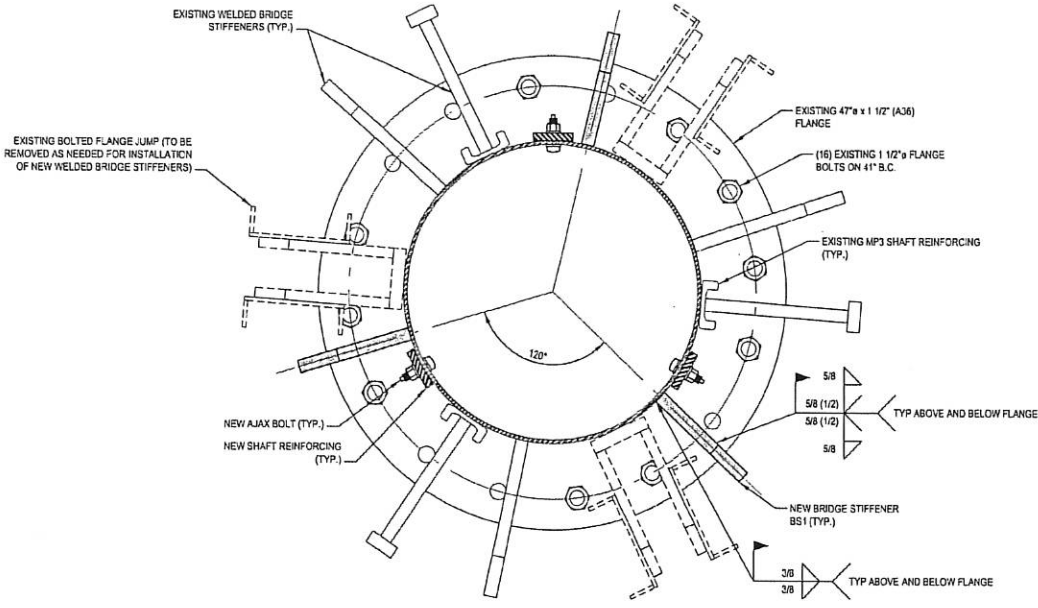 EXISTING WELDED BRIDGE
STIFFENERS (TYP.)
EXISTING BOLTED FLANGE JUMP (TO BE
REMOVED AS NEEDED FOR INSTALLATION
OF NEW WELDED BRIDGE STIFFENERS)
EXISTING 47"ø x 1 1/2" (A36)
FLANGE
(16) EXISTING 1 1/2"ø FLANGE
BOLTS ON 41" B.C.
EXISTING MP3 SHAFT REINFORCING
(TYP.)
120°
NEW AJAX BOLT (TYP.)
NEW SHAFT REINFORCING
(TYP.)
5/8
5/8 (1/2)
5/8 (1/2)
5/8
TYP ABOVE AND BELOW FLANGE
NEW BRIDGE STIFFENER
BS1 (TYP.)
3/8
3/8
TYP ABOVE AND BELOW FLANGE